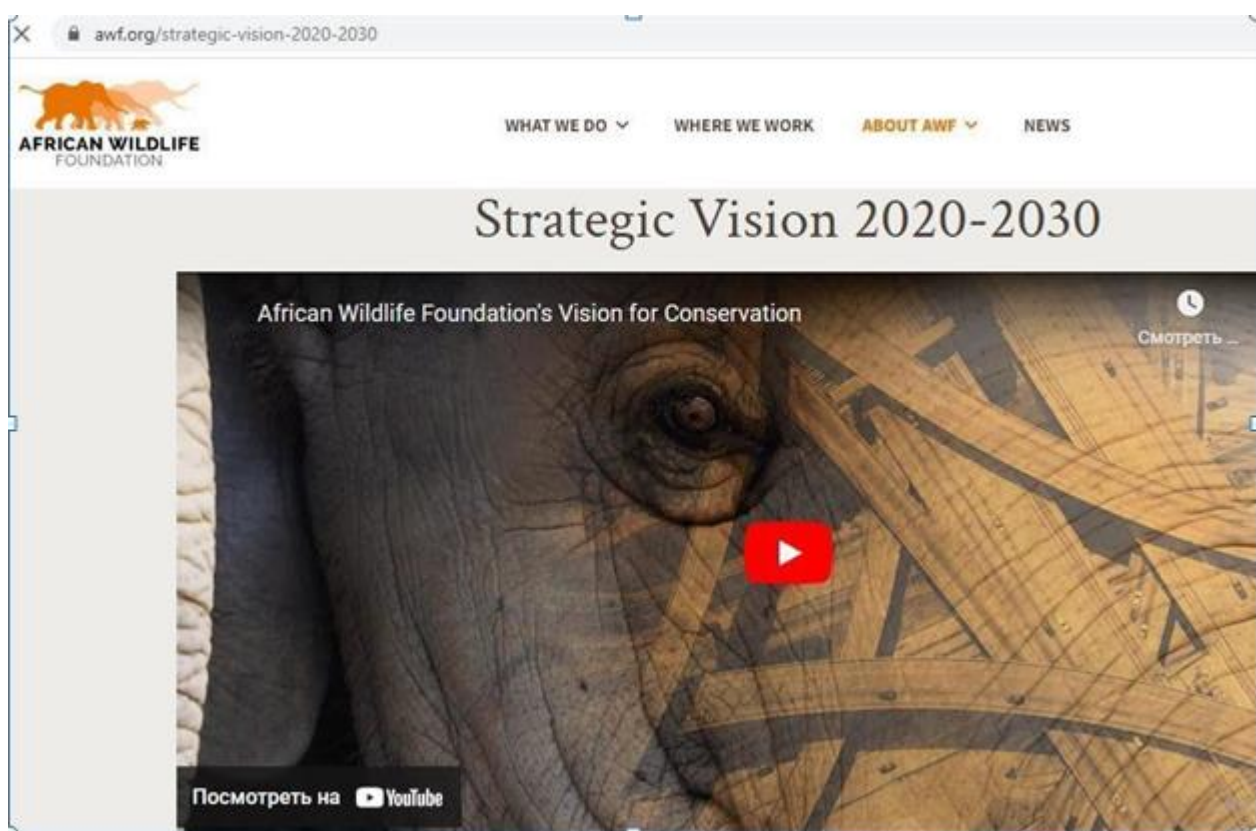 awf.org/strategic-vision-2020-2030
AFRICAN WILDLIFE
FOUNDATION
WHAT WE DO
WHERE WE WORK
ABOUT AWF
NEWS
Strategic Vision 2020-2030
African Wildlife Foundation's Vision for Conservation
Смотреть ...
Посмотреть на YouTube